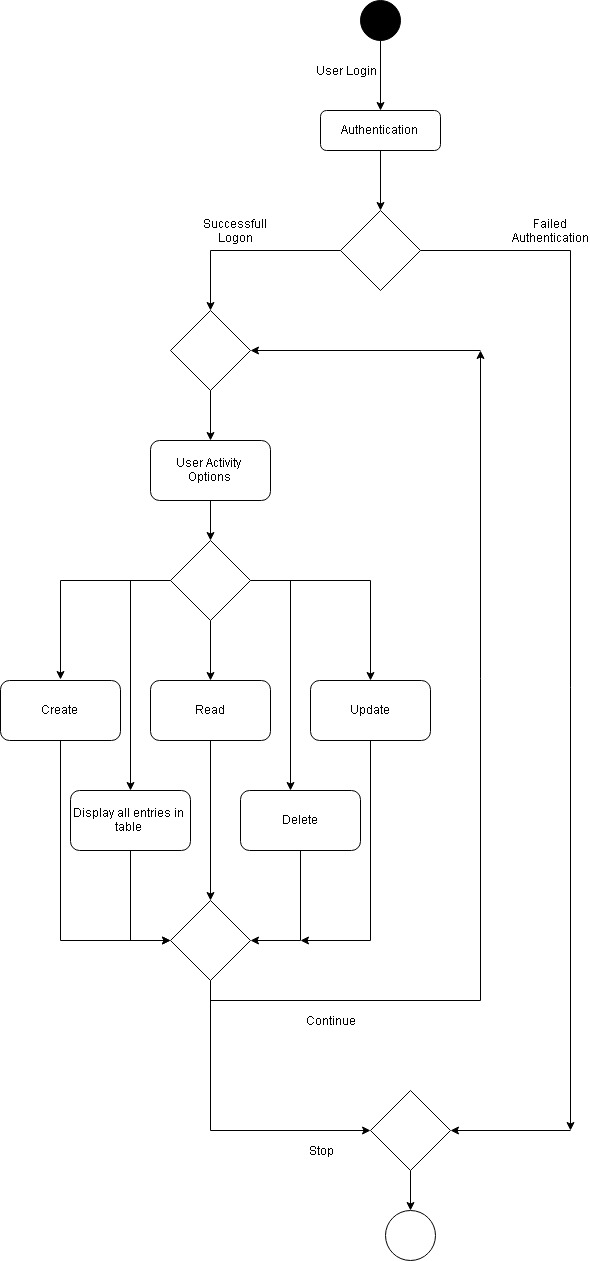 User Login
Authentication
Successfull
Logon
Failed
Authentication
User Activity
Options
Create
Read
Update
Display all entries in
table
Delete
Continue
Stop